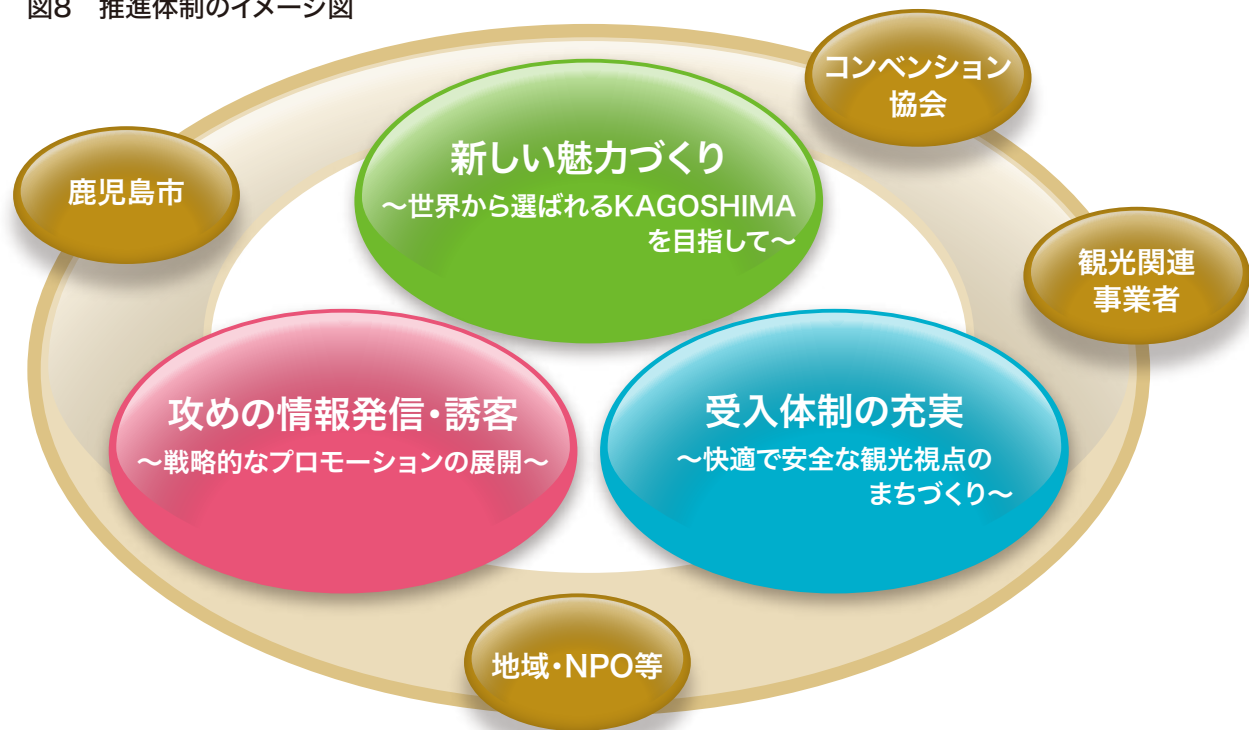 図8 推進体制のイメージ図
コンベンション
協会
新しい魅力づくり
～世界から選ばれるKAGOSHIMA
を目指して～
鹿児島市
観光関連
事業者
攻めの情報発信・誘客
～戦略的なプロモーションの展開～
受入体制の充実
～快適で安全な観光視点の
まちづくり～
地域・NPO等